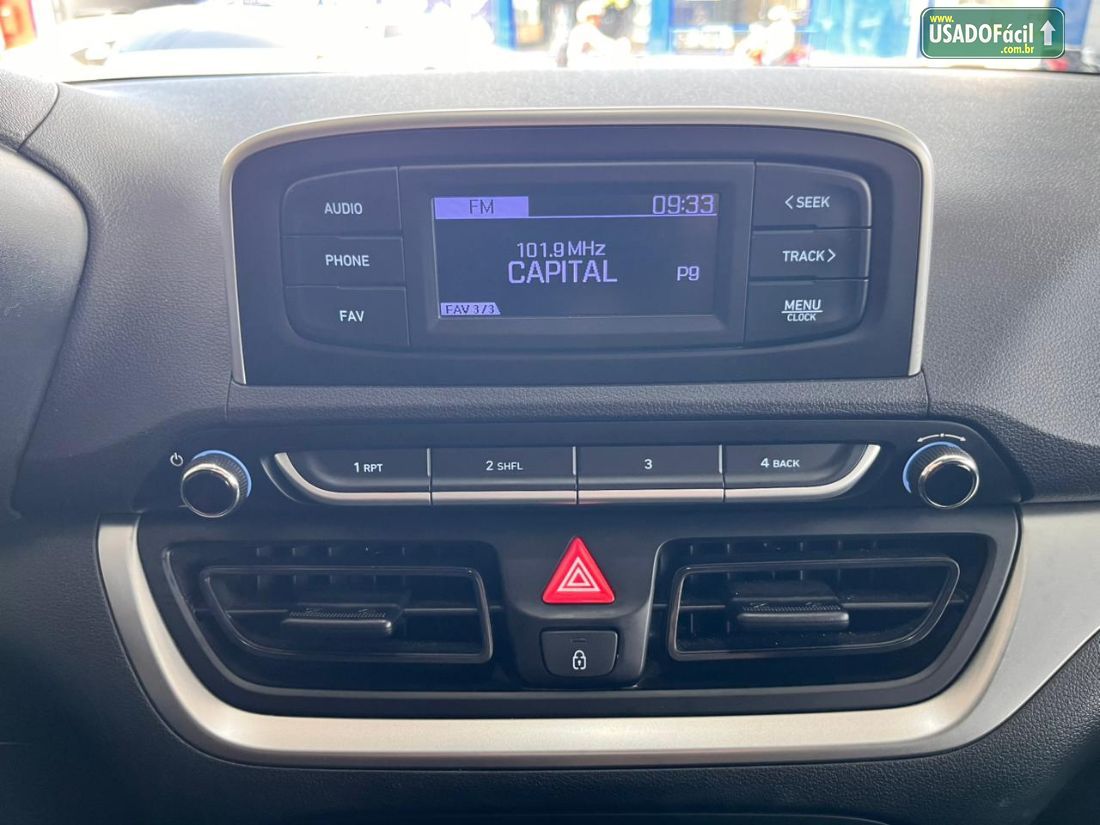 www.
USADOFácil
.com.br
AUDIO
PHONE
FAV
FM 09:33
101.9 MHz
CAPITAL P9
FAV 3/3
<SEEK
TRACK>
MENU
CLOCK
1 RPT 2 SHFL 3 4 BACK